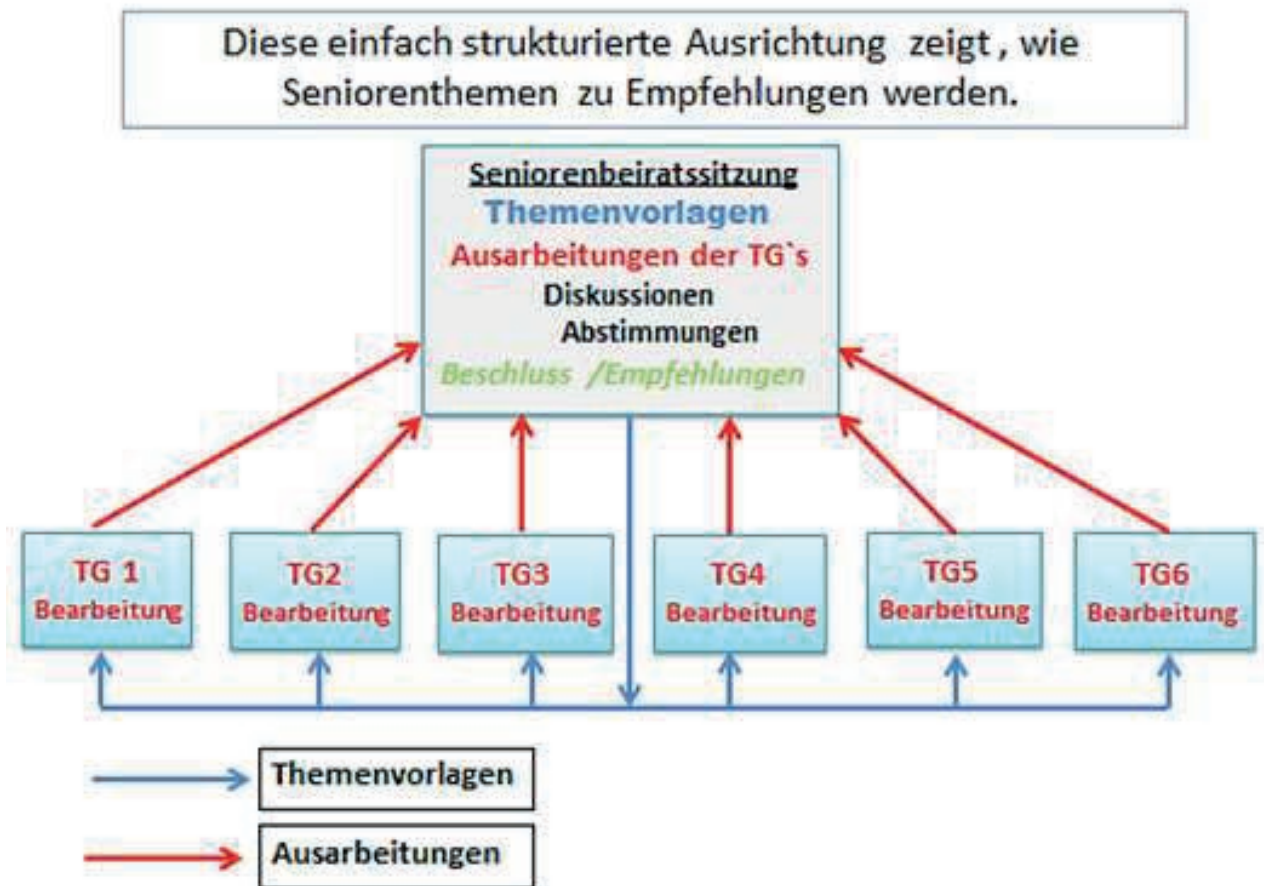 Diese einfach strukturierte Ausrichtung zeigt , wie
Seniorenthemen zu Empfehlungen werden.
Seniorenbeiratssitzung
Themenvorlagen
Ausarbeitungen der TG`s
Diskussionen
Abstimmungen
Beschluss /Empfehlungen
TG 1
Bearbeitung
TG2
Bearbeitung
TG3
Bearbeitung
TG4
Bearbeitung
TG5
Bearbeitung
TG6
Bearbeitung
Themenvorlagen
Ausarbeitungen